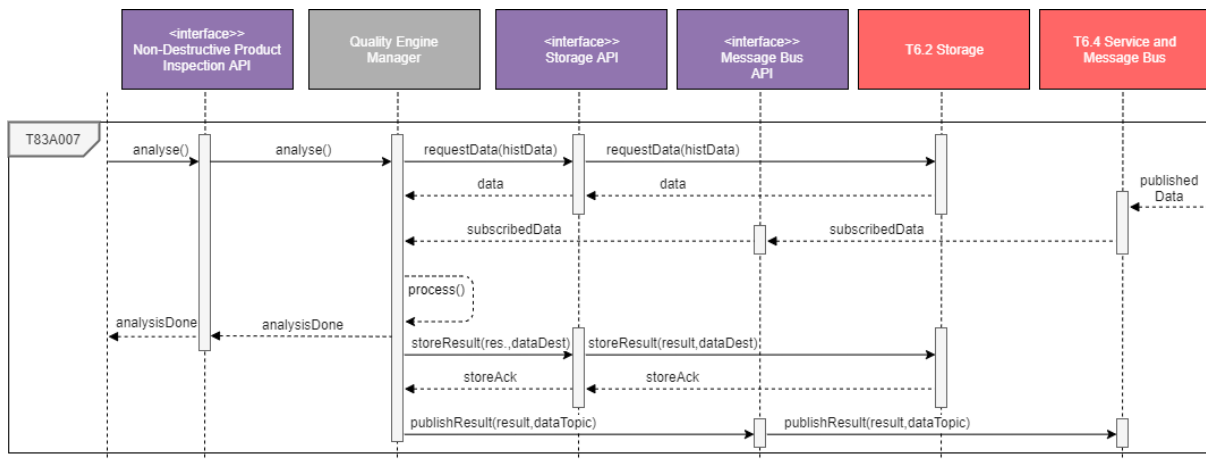 <interface>>
Non-Destructive Product
Inspection API
Quality Engine
Manager
<interface>>
Storage API
<interface>>
Message Bus
API
T6.2 Storage
T6.4 Service and
Message Bus
T83A007
analyse()
analyse()
requestData(histData)
requestData(histData)
data
data
published
Data
subscribedData
subscribedData
process()
analysisDone
analysisDone
storeResult(res.,dataDest)
storeResult(result,dataDest)
storeAck
storeAck
publishResult(result,dataTopic)
publishResult(result,dataTopic)